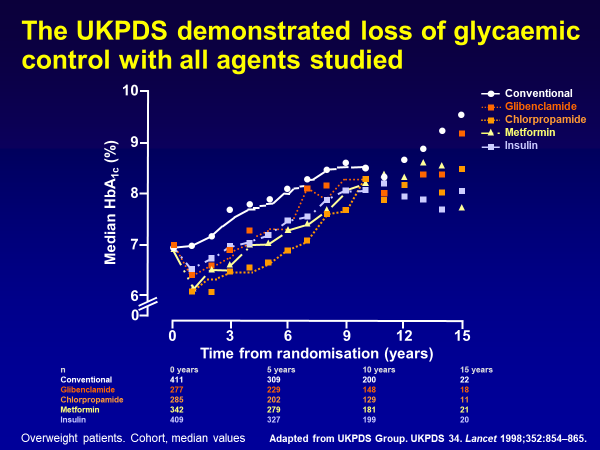 The UKPDS demonstrated loss of glycaemic
control with all agents studied
Median HbA1c (%)
10
9
8
7
6
0
Conventional
Glibenclamide
Chlorpropamide
Metformin
Insulin
0 3 6 9 12 15
Time from randomisation (years)
n 0 years 5 years 10 years 15 years
Conventional 411 309 200 22
Glibenclamide 277 229 148 18
Chlorpropamide 285 202 129 11
Metformin 342 279 181 21
Insulin 409 327 199 20
Overweight patients. Cohort, median values
Adapted from UKPDS Group. UKPDS 34. Lancet 1998;352:854–865.